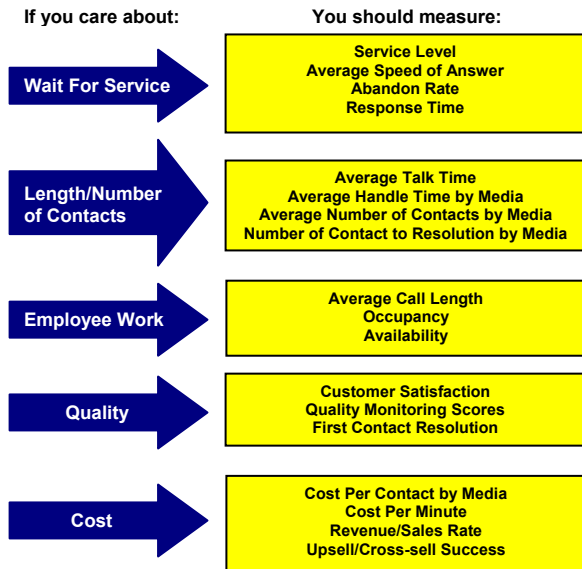 If you care about:
You should measure:
Wait For Service
Service Level
Average Speed of Answer
Abandon Rate
Response Time
Length/Number
of Contacts
Average Talk Time
Average Handle Time by Media
Average Number of Contacts by Media
Number of Contact to Resolution by Media
Employee Work
Average Call Length
Occupancy
Availability
Quality
Customer Satisfaction
Quality Monitoring Scores
First Contact Resolution
Cost
Cost Per Contact by Media
Cost Per Minute
Revenue/Sales Rate
Upsell/Cross-sell Success